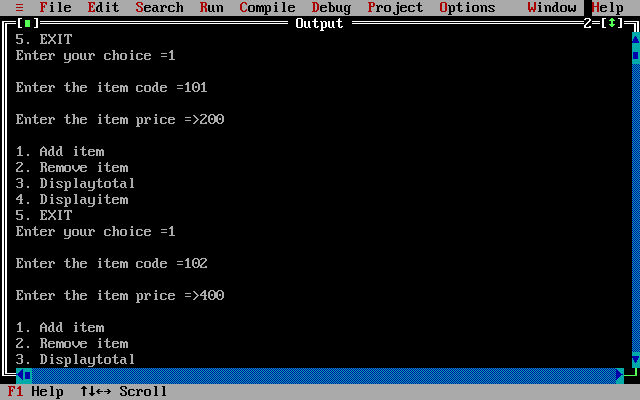 ≡ File Edit Search Run Compile Debug Project Options Window Help
[■] Output 2=[↕]
5. EXIT
Enter your choice =1
Enter the item code =101
Enter the item price =>200
1. Add item
2. Remove item
3. Displaytotal
4. Displayitem
5. EXIT
Enter your choice =1
Enter the item code =102
Enter the item price =>400
1. Add item
2. Remove item
3. Displaytotal
F1 Help ↑↓←→ Scroll